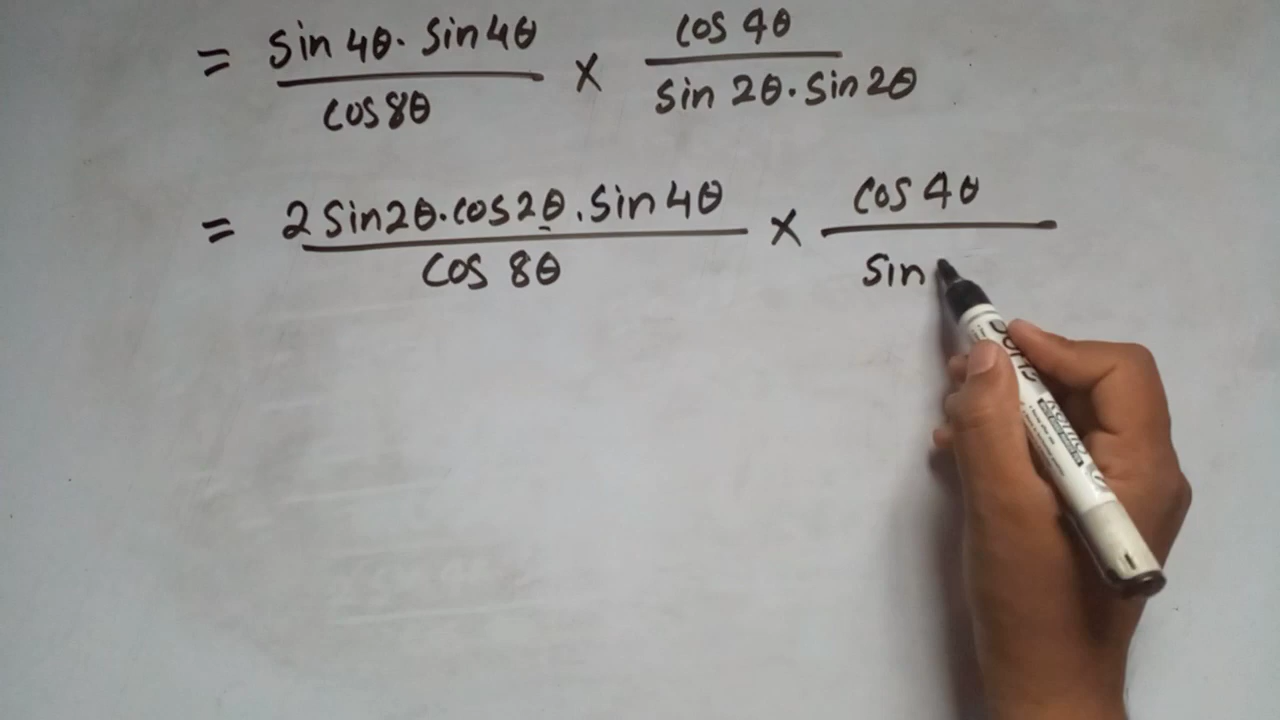 = sin 4θ · sin 4θ / cos 8θ × cos 4θ / sin 2θ · sin 2θ
= 2 sin 2θ · cos 2θ · sin 4θ / cos 8θ × cos 4θ / sin